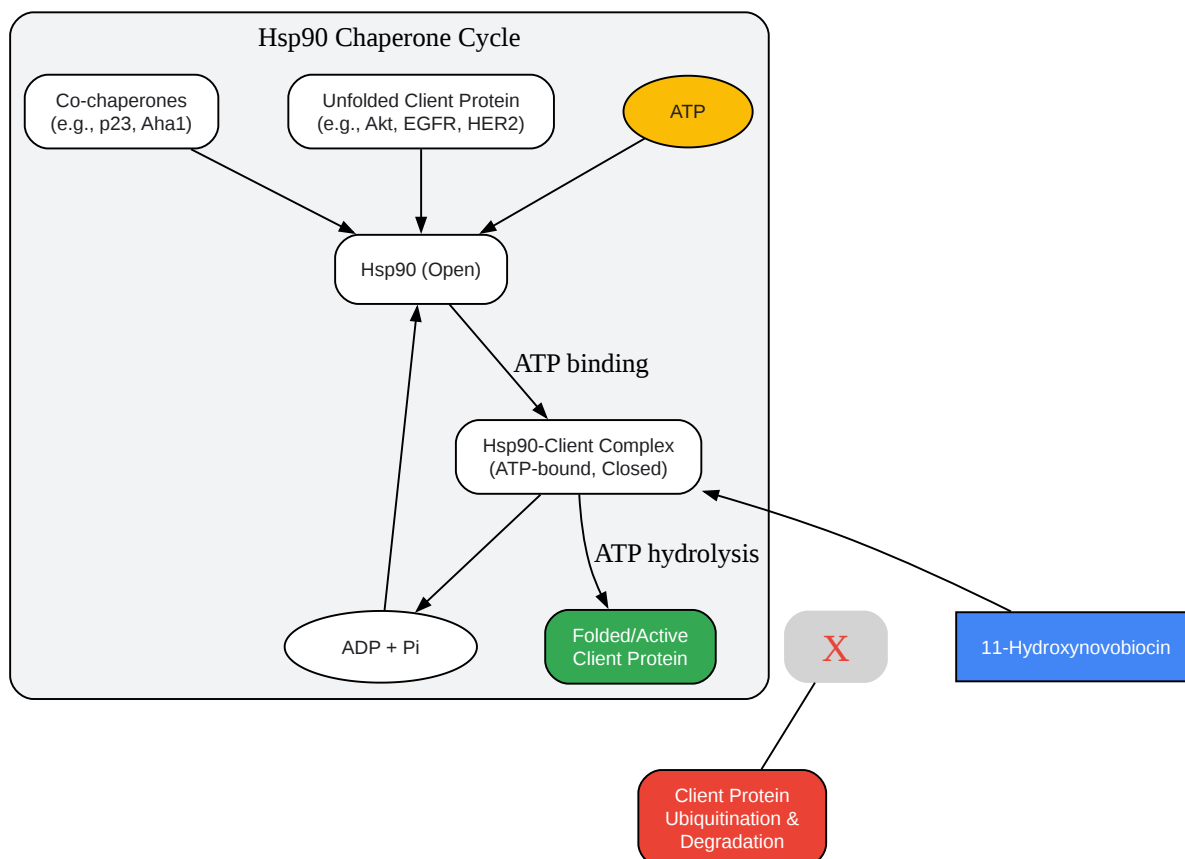 Hsp90 Chaperone Cycle
Co-chaperones
(e.g., p23, Aha1)
Unfolded Client Protein
(e.g., Akt, EGFR, HER2)
ATP
Hsp90 (Open)
ATP binding
Hsp90-Client Complex
(ATP-bound, Closed)
ATP hydrolysis
ADP + Pi
Folded/Active
Client Protein
X
11-Hydroxynovobiocin
Client Protein
Ubiquitination &
Degradation